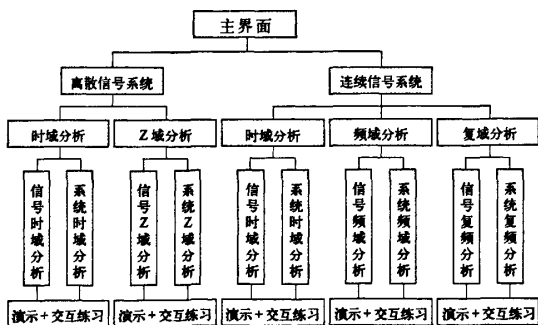 主界面
离散信号系统
连续信号系统
时域分析
Z域分析
时域分析
频域分析
复域分析
信号时域分析
系统时域分析
信号Z域分析
系统Z域分析
信号时域分析
系统时域分析
信号频域分析
系统频域分析
信号复频分析
系统复频分析
演示+交互练习
演示+交互练习
演示+交互练习
演示+交互练习
演示+交互练习